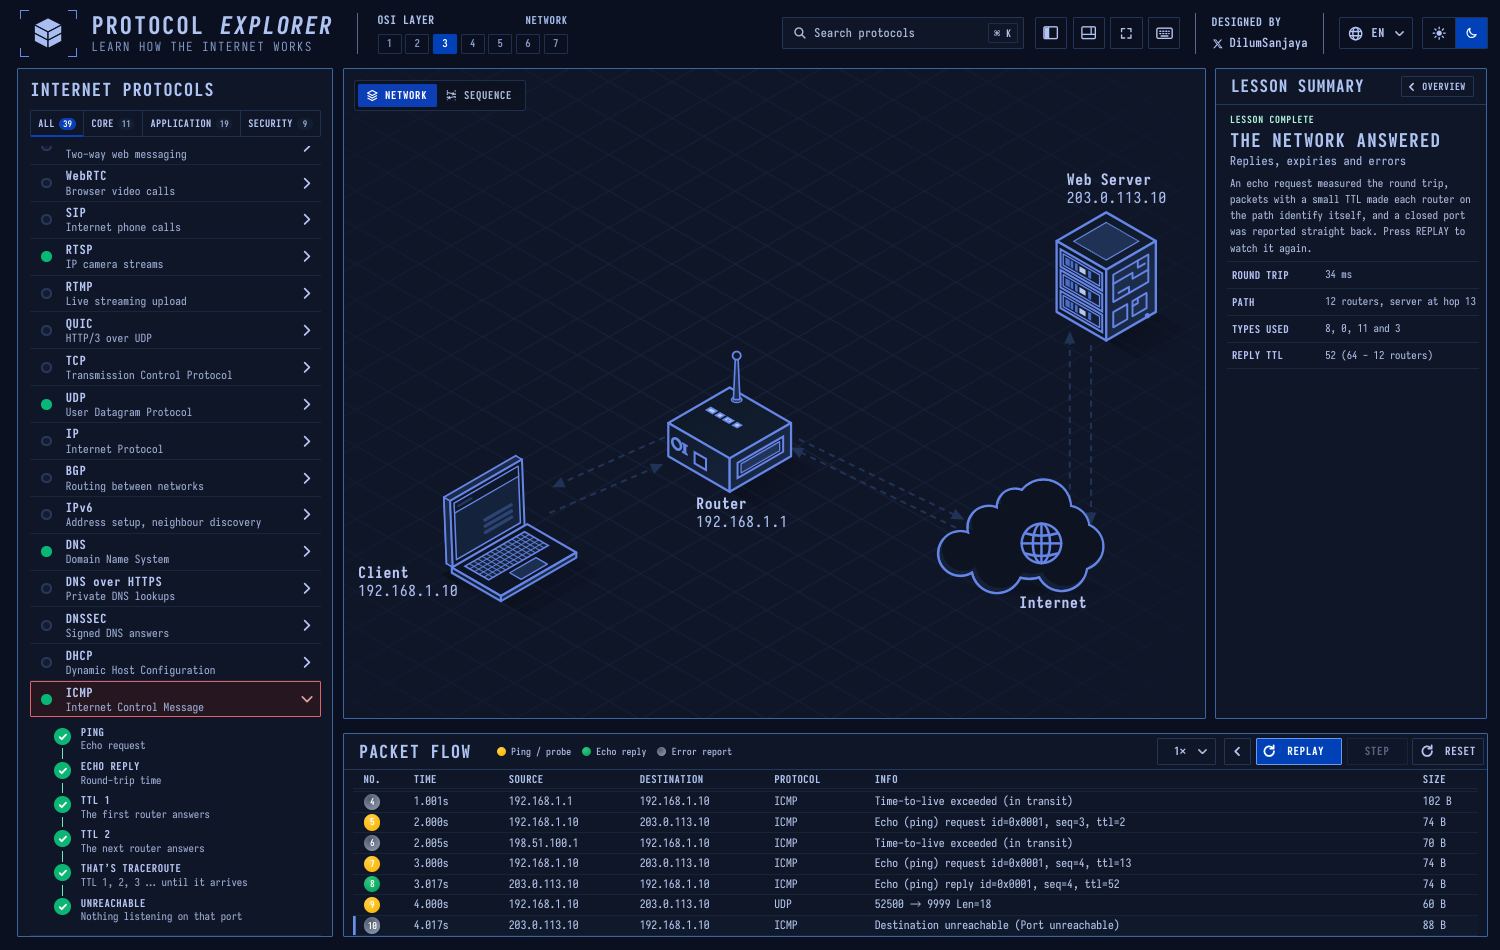 PROTOCOL EXPLORER
LEARN HOW THE INTERNET WORKS
OSI LAYER
NETWORK
1 2 3 4 5 6 7
Search protocols
⌘ K
DESIGNED BY
DilumSanjaya
EN
INTERNET PROTOCOLS
ALL 39
CORE 11
APPLICATION 19
SECURITY 9
Two-way web messaging
WebRTC
Browser video calls
SIP
Internet phone calls
RTSP
IP camera streams
RTMP
Live streaming upload
QUIC
HTTP/3 over UDP
TCP
Transmission Control Protocol
UDP
User Datagram Protocol
IP
Internet Protocol
BGP
Routing between networks
IPv6
Address setup, neighbour discovery
DNS
Domain Name System
DNS over HTTPS
Private DNS lookups
DNSSEC
Signed DNS answers
DHCP
Dynamic Host Configuration
ICMP
Internet Control Message
PING
Echo request
ECHO REPLY
Round-trip time
TTL 1
The first router answers
TTL 2
The next router answers
THAT'S TRACEROUTE
TTL 1, 2, 3 … until it arrives
UNREACHABLE
Nothing listening on that port
NETWORK
SEQUENCE
Web Server
203.0.113.10
Router
192.168.1.1
Client
192.168.1.10
Internet
LESSON SUMMARY
OVERVIEW
LESSON COMPLETE
THE NETWORK ANSWERED
Replies, expiries and errors
An echo request measured the round trip,
packets with a small TTL made each router on
the path identify itself, and a closed port
was reported straight back. Press REPLAY to
watch it again.
ROUND TRIP 34 ms
PATH 12 routers, server at hop 13
TYPES USED 8, 0, 11 and 3
REPLY TTL 52 (64 − 12 routers)
PACKET FLOW
Ping / probe
Echo reply
Error report
1×
REPLAY
STEP
RESET
NO. TIME SOURCE DESTINATION PROTOCOL INFO SIZE
4 1.001s 192.168.1.1 192.168.1.10 ICMP Time-to-live exceeded (in transit) 102 B
5 2.000s 192.168.1.10 203.0.113.10 ICMP Echo (ping) request id=0x0001, seq=3, ttl=2 74 B
6 2.005s 198.51.100.1 192.168.1.10 ICMP Time-to-live exceeded (in transit) 70 B
7 3.000s 192.168.1.10 203.0.113.10 ICMP Echo (ping) request id=0x0001, seq=4, ttl=13 74 B
8 3.017s 203.0.113.10 192.168.1.10 ICMP Echo (ping) reply id=0x0001, seq=4, ttl=52 74 B
9 4.000s 192.168.1.10 203.0.113.10 UDP 52500 → 9999 Len=18 60 B
10 4.017s 203.0.113.10 192.168.1.10 ICMP Destination unreachable (Port unreachable) 88 B